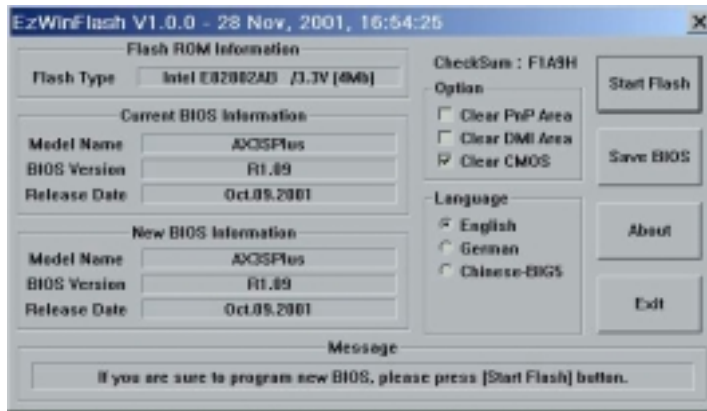 EzWinFlash V1.0.0 - 28 Nov, 2001, 16:54:25
Flash ROM Information
Flash Type Intel E82802AB /3.3V (4Mb)
Current BIOS Information
Model Name AX3SPlus
BIOS Version R1.09
Release Date Oct.09.2001
New BIOS Information
Model Name AX3SPlus
BIOS Version R1.09
Release Date Oct.09.2001
CheckSum : F1A9H
Option
Clear PnP Area
Clear DMI Area
Clear CMOS
Language
English
German
Chinese-BIG5
Start Flash
Save BIOS
About
Exit
Message
If you are sure to program new BIOS, please press [Start Flash] button.